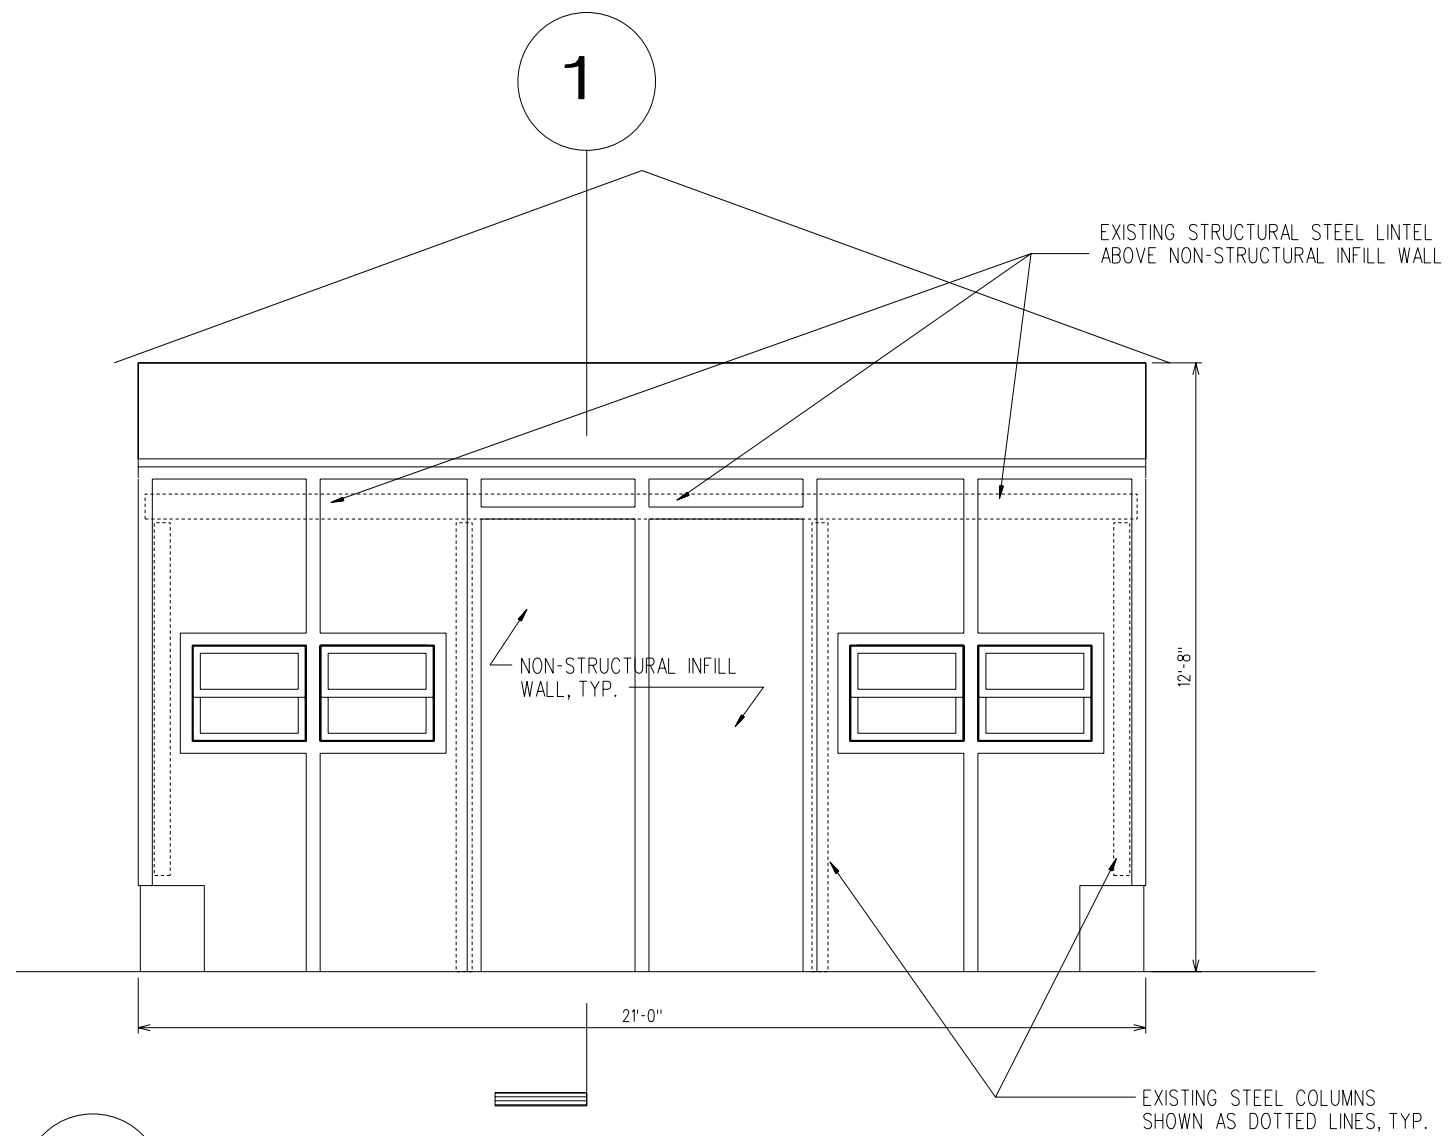 1
EXISTING STRUCTURAL STEEL LINTEL
ABOVE NON-STRUCTURAL INFILL WALL
NON-STRUCTURAL INFILL
WALL, TYP.
12'-8"
21'-0"
EXISTING STEEL COLUMNS
SHOWN AS DOTTED LINES, TYP.